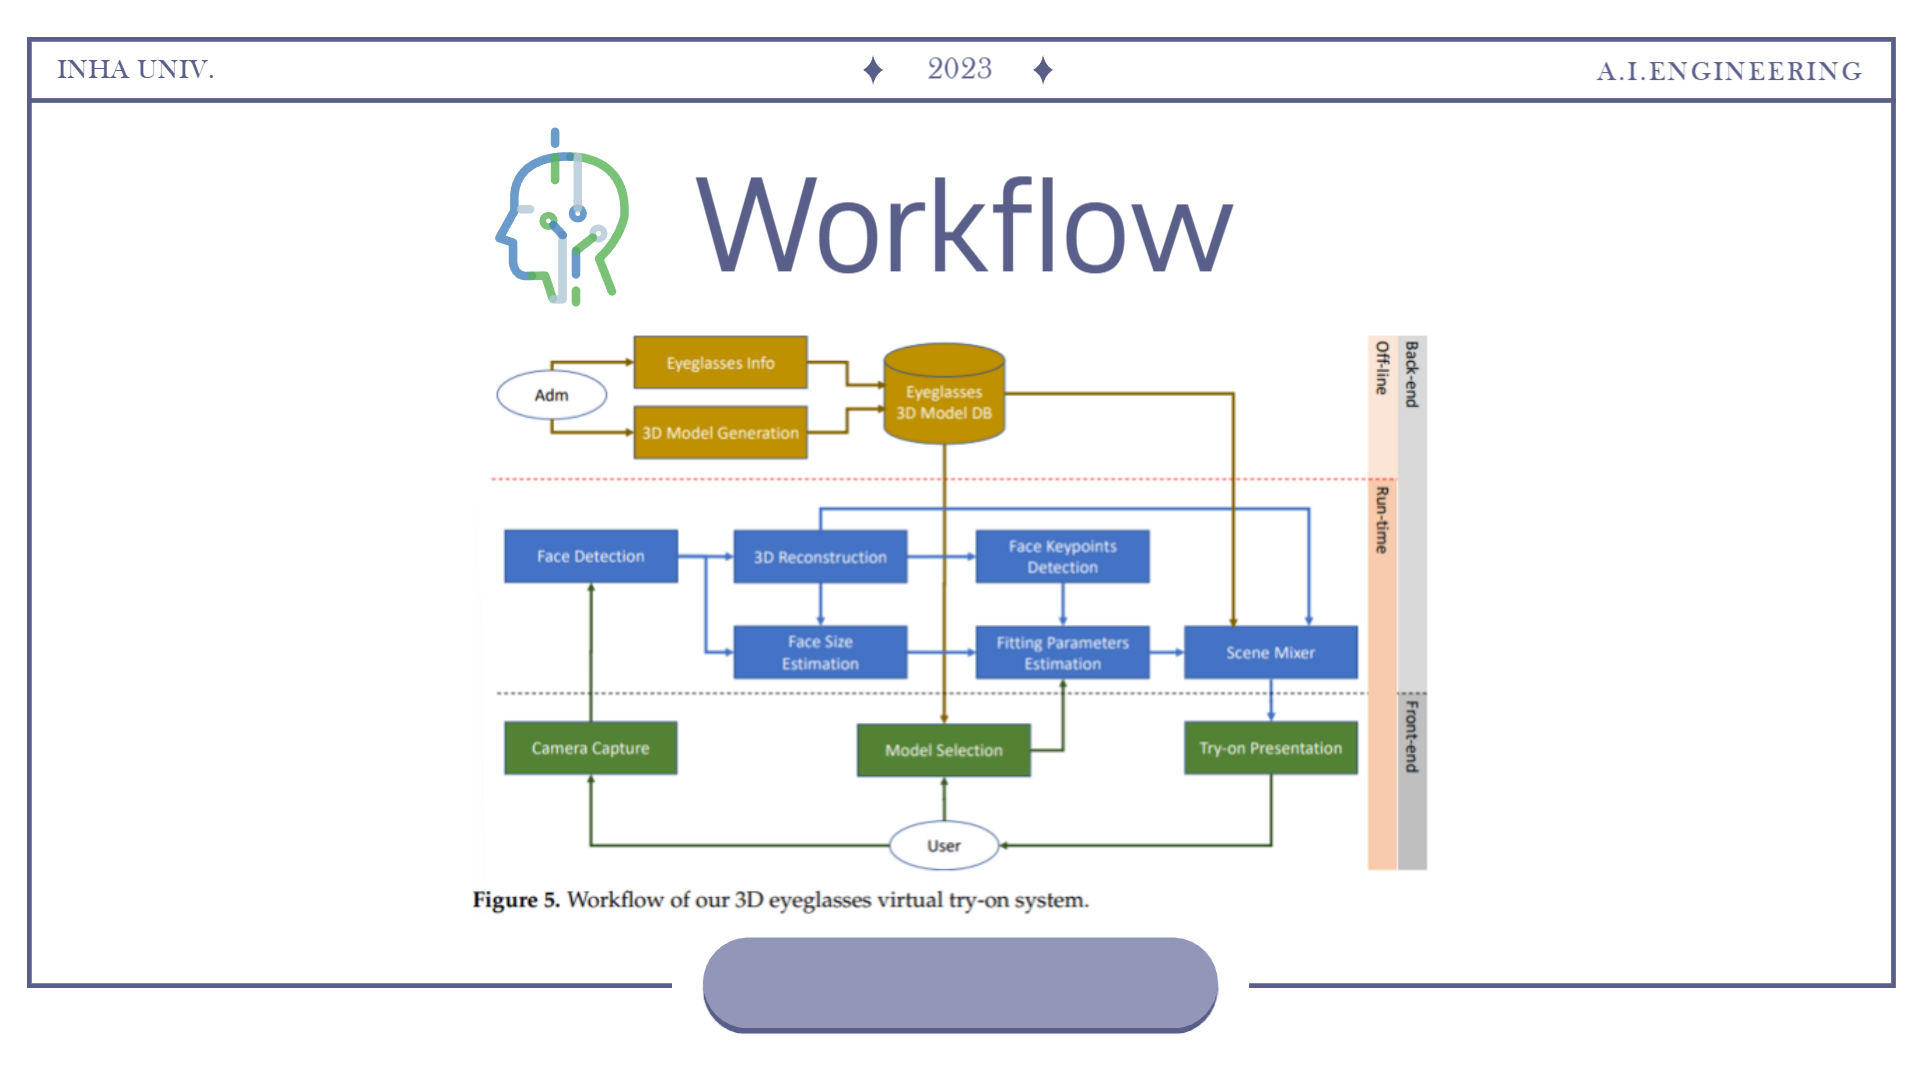 INHA UNIV.
2023
A.I.ENGINEERING
Workflow
Eyeglasses Info
Adm
3D Model Generation
Eyeglasses
3D Model DB
Off-line
Back-end
Run-time
Face Detection
3D Reconstruction
Face Keypoints
Detection
Face Size
Estimation
Fitting Parameters
Estimation
Scene Mixer
Front-end
Camera Capture
Model Selection
Try-on Presentation
User
Figure 5. Workflow of our 3D eyeglasses virtual try-on system.